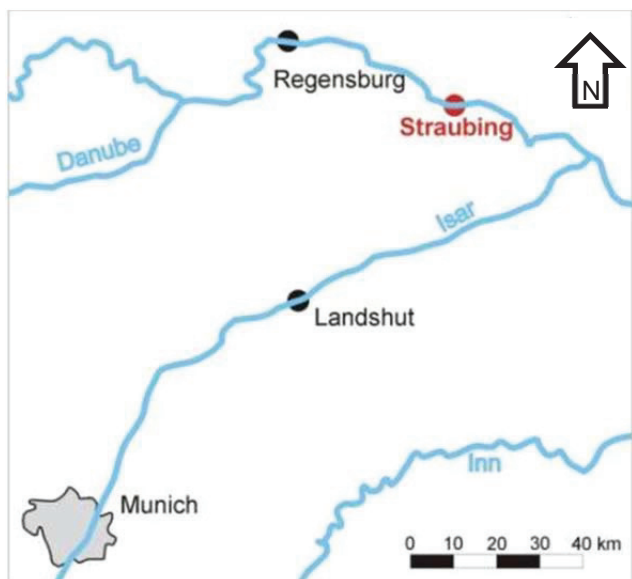 Regensburg
N
Straubing
Danube
Isar
Landshut
Inn
Munich
0 10 20 30 40 km